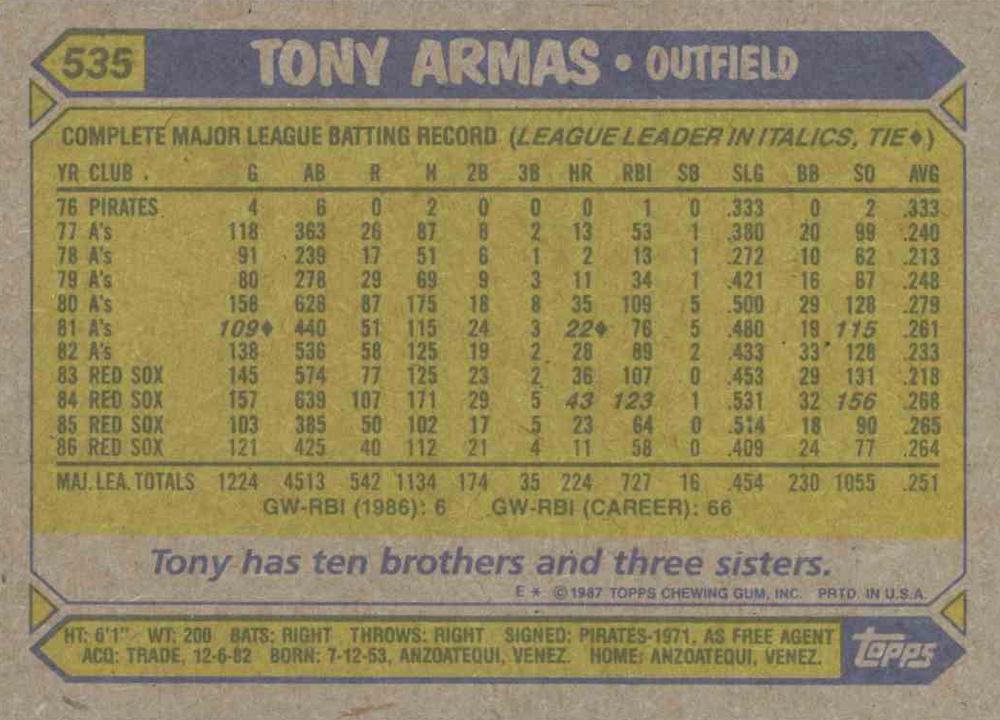 535 TONY ARMAS • OUTFIELD
COMPLETE MAJOR LEAGUE BATTING RECORD (LEAGUE LEADER IN ITALICS, TIE♦)
YR CLUB . G AB R H 2B 3B HR RBI SB SLG BB SO AVG
76 PIRATES 4 6 0 2 0 0 0 1 0 .333 0 2 .333
77 A's 118 363 26 87 8 2 13 53 1 .380 20 99 .240
78 A's 91 239 17 51 6 1 2 13 1 .272 10 62 .213
79 A's 80 278 29 69 9 3 11 34 1 .421 16 67 .248
80 A's 158 628 87 175 18 8 35 109 5 .500 29 128 .279
81 A's 109♦ 440 51 115 24 3 22♦ 76 5 .480 19 115 .261
82 A's 138 536 58 125 19 2 28 89 2 .433 33 128 .233
83 RED SOX 145 574 77 125 23 2 36 107 0 .453 29 131 .218
84 RED SOX 157 639 107 171 29 5 43 123 1 .531 32 156 .268
85 RED SOX 103 385 50 102 17 5 23 64 0 .514 18 90 .265
86 RED SOX 121 425 40 112 21 4 11 58 0 .409 24 77 .264
MAJ. LEA. TOTALS 1224 4513 542 1134 174 35 224 727 16 .454 230 1055 .251
GW-RBI (1986): 6 GW-RBI (CAREER): 66
Tony has ten brothers and three sisters.
E * ©1987 TOPPS CHEWING GUM, INC. PRTD. IN U.S.A.
HT: 6'1" WT: 200 BATS: RIGHT THROWS: RIGHT SIGNED: PIRATES-1971, AS FREE AGENT
ACQ: TRADE, 12-6-82 BORN: 7-12-53, ANZOATEQUI, VENEZ. HOME: ANZOATEQUI, VENEZ.
topps